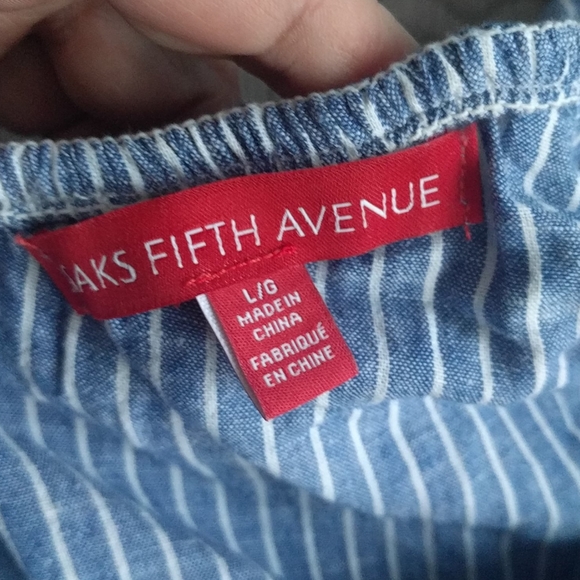 SAKS FIFTH AVENUE
L/G
MADE IN
CHINA
FABRIQUÉ
EN CHINE